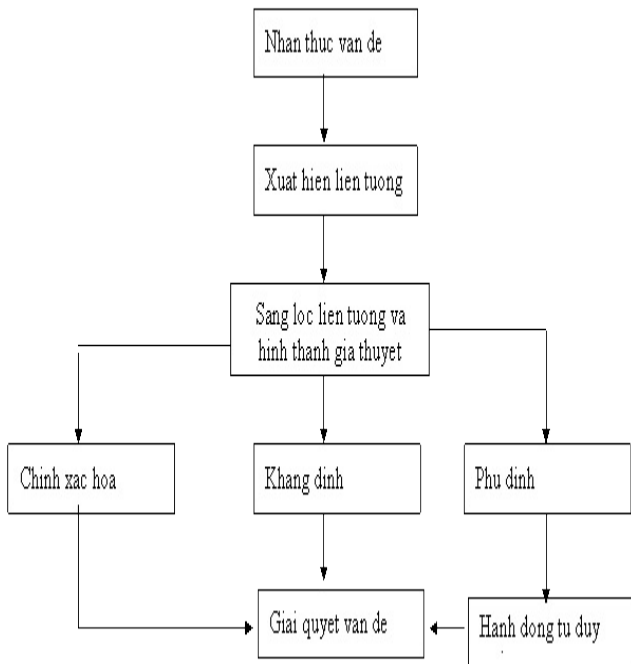 Nhan thuc van de
Xuat hien lien tuong
Sang loc lien tuong va
hinh thanh gia thuyet
Chinh xac hoa
Khang dinh
Phu dinh
Giai quyet van de
Hanh dong tu duy